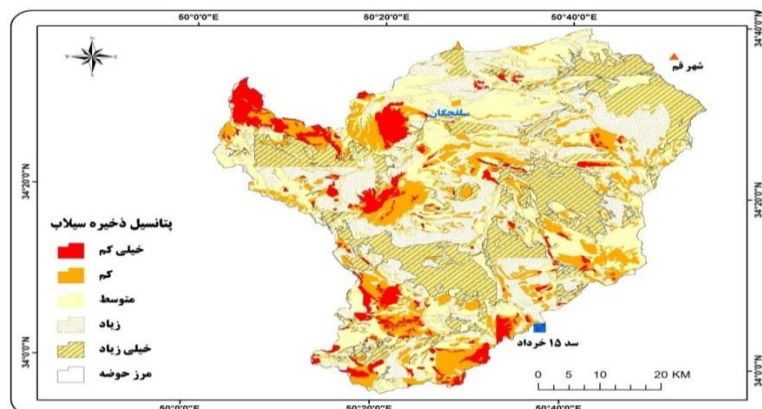 50°0'0"E 50°20'0"E 50°40'0"E
34°40'0"N
شهر قم
سلفچگان
34°20'0"N 34°20'0"N
پتانسیل ذخیره سیلاب
خیلی کم
کم
متوسط
زیاد
خیلی زیاد
مرز حوضه
سد ۱۵ خرداد
34°0'0"N 34°0'0"N
0 5 10 20 KM
50°0'0"E 50°20'0"E 50°40'0"E